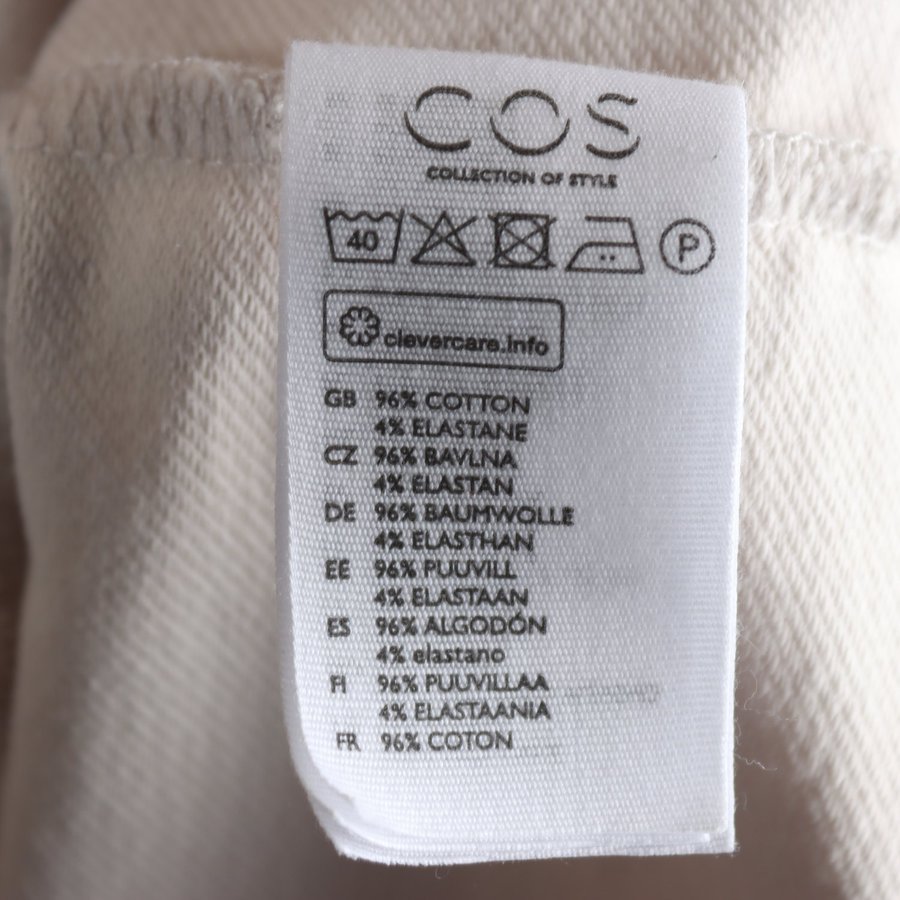 COS
COLLECTION OF STYLE
40 P
clevercare.info
GB 96% COTTON
4% ELASTANE
CZ 96% BAVLNA
4% ELASTAN
DE 96% BAUMWOLLE
4% ELASTHAN
EE 96% PUUVILL
4% ELASTAAN
ES 96% ALGODÓN
4% elastano
FI 96% PUUVILLAA
4% ELASTAANIA
FR 96% COTON